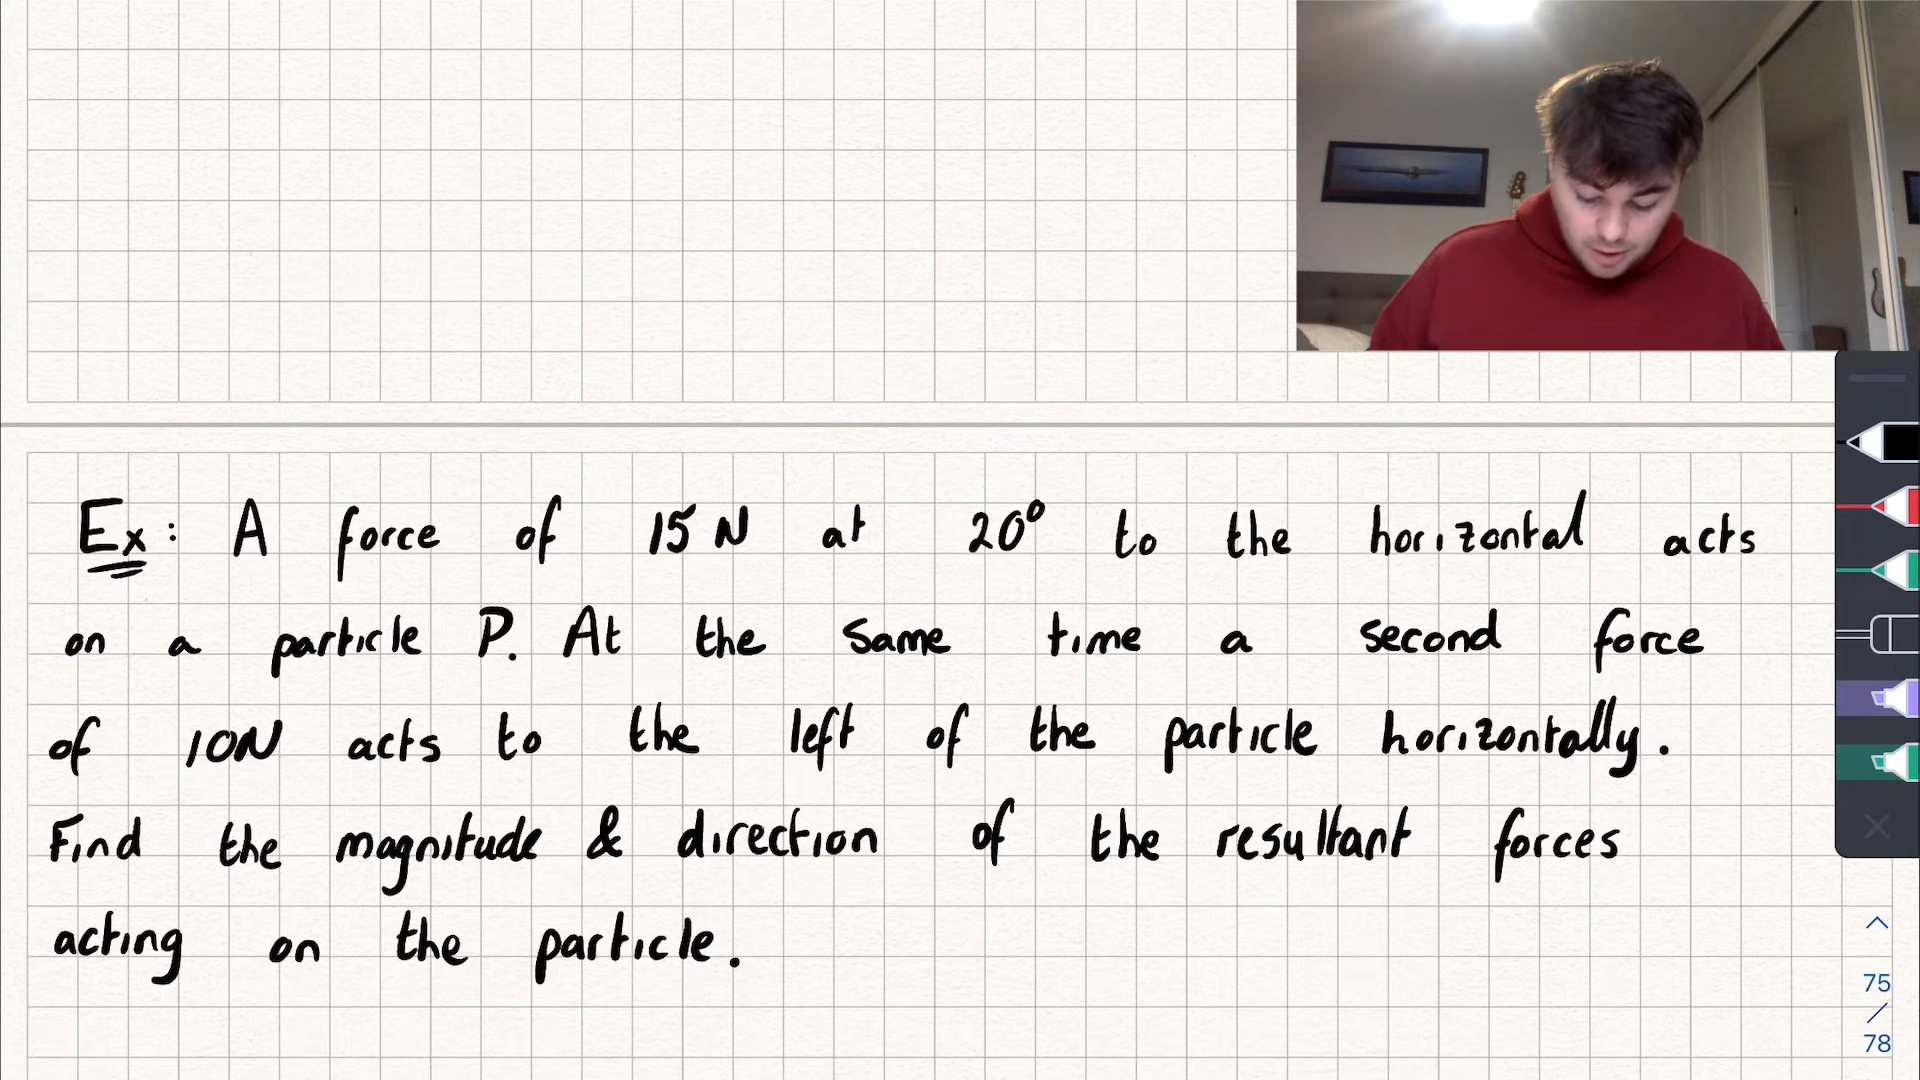 Ex: A force of 15N at 20° to the horizontal acts
on a particle P. At the same time a second force
of 10N acts to the left of the particle horizontally.
Find the magnitude & direction of the resultant forces
acting on the particle.
75
/
78